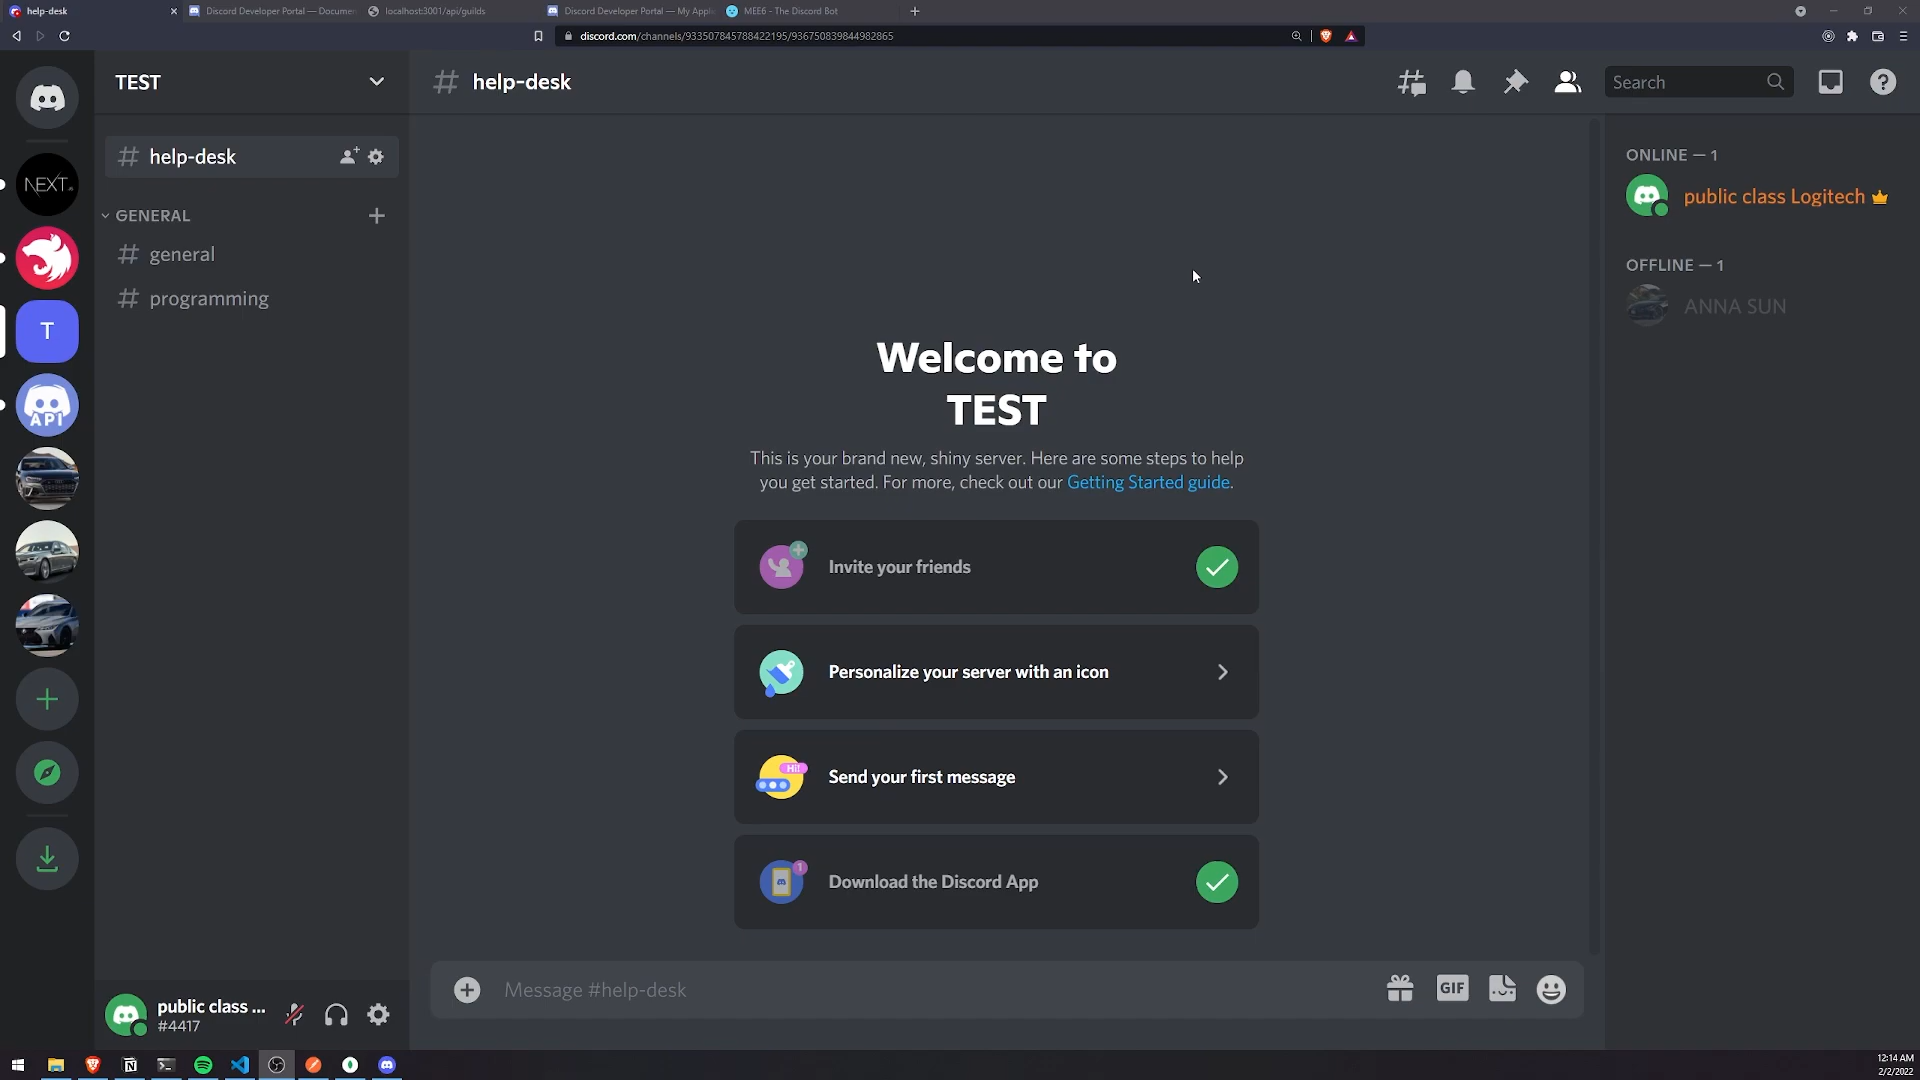 help-desk
Discord Developer Portal — Documen
localhost:3001/api/guilds
Discord Developer Portal — My Appli
MEE6 - The Discord Bot
discord.com/channels/933507845788422195/936750839844982865
TEST
help-desk
Search
help-desk
GENERAL
general
programming
NEXT.
T
API
ONLINE — 1
public class Logitech
OFFLINE — 1
ANNA SUN
Welcome to
TEST
This is your brand new, shiny server. Here are some steps to help
you get started. For more, check out our Getting Started guide.
Invite your friends
Personalize your server with an icon
Hi!
Send your first message
1
Download the Discord App
Message #help-desk
GIF
public class ...
#4417
12:14 AM
2/2/2022